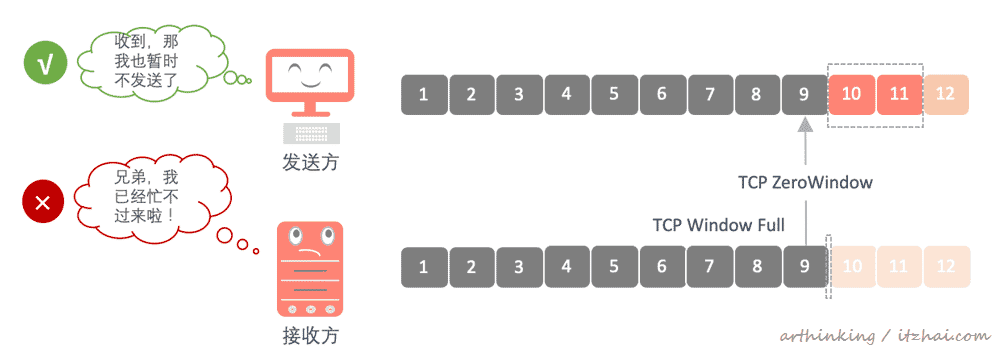 √
收到，那
我也暂时
不发送了
发送方
1 2 3 4 5 6 7 8 9 10 11 12
TCP ZeroWindow
×
兄弟，我
已经忙不
过来啦！
接收方
TCP Window Full
1 2 3 4 5 6 7 8 9 10 11 12
arthinking / itzhai.com